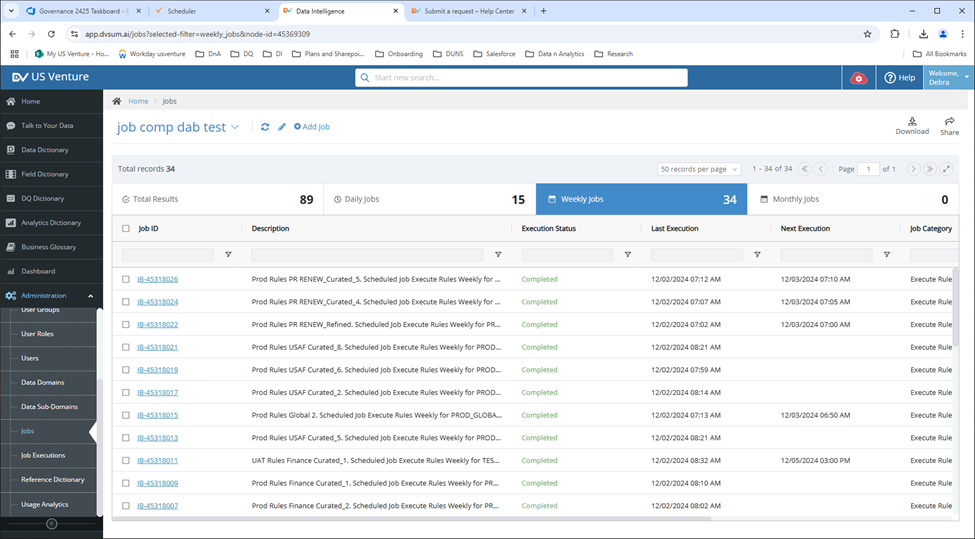 Governance 2425 Taskboard - B
Scheduler
Data Intelligence
Submit a request – Help Center
app.dvsum.ai/jobs?selected-filter=weekly_jobs&node-id=45369309
My US Venture - Ho...
Workday usventure
DnA
DQ
DI
Plans and Sharepoi...
Onboarding
DUNS
Salesforce
Data n Analytics
Research
All Bookmarks
DV US Venture
Start new search...
Help
Welcome,
Debra
Home
Talk to Your Data
Data Dictionary
Field Dictionary
DQ Dictionary
Analytics Dictionary
Business Glossary
Dashboard
Administration
User Groups
User Roles
Users
Data Domains
Data Sub-Domains
Jobs
Job Executions
Reference Dictionary
Usage Analytics
Home / Jobs
job comp dab test
Add Job
Download
Share
Total records 34
50 records per page
1 - 34 of 34
Page 1 of 1
Total Results 89
Daily Jobs 15
Weekly Jobs 34
Monthly Jobs 0
Job ID Description Execution Status Last Execution Next Execution Job Category
JB-45318026 Prod Rules PR RENEW_Curated_5. Scheduled Job Execute Rules Weekly for ... Completed 12/02/2024 07:12 AM 12/03/2024 07:10 AM Execute Rule
JB-45318024 Prod Rules PR RENEW_Curated_4. Scheduled Job Execute Rules Weekly for ... Completed 12/02/2024 07:07 AM 12/03/2024 07:05 AM Execute Rule
JB-45318022 Prod Rules PR RENEW_Refined. Scheduled Job Execute Rules Weekly for PR... Completed 12/02/2024 07:02 AM 12/03/2024 07:00 AM Execute Rule
JB-45318021 Prod Rules USAF Curated_8. Scheduled Job Execute Rules Weekly for PROD... Completed 12/02/2024 08:21 AM Execute Rule
JB-45318019 Prod Rules USAF Curated_6. Scheduled Job Execute Rules Weekly for PROD... Completed 12/02/2024 07:59 AM Execute Rule
JB-45318017 Prod Rules USAF Curated_2. Scheduled Job Execute Rules Weekly for PROD... Completed 12/02/2024 08:14 AM Execute Rule
JB-45318015 Prod Rules Global 2. Scheduled Job Execute Rules Weekly for PROD_GLOBA... Completed 12/02/2024 07:13 AM 12/03/2024 06:50 AM Execute Rule
JB-45318013 Prod Rules USAF Curated_5. Scheduled Job Execute Rules Weekly for PROD... Completed 12/02/2024 08:21 AM Execute Rule
JB-45318011 UAT Rules Finance Curated_1. Scheduled Job Execute Rules Weekly for TES... Completed 12/02/2024 08:32 AM 12/05/2024 03:00 PM Execute Rule
JB-45318009 Prod Rules Finance Curated_1. Scheduled Job Execute Rules Weekly for PR... Completed 12/02/2024 08:10 AM Execute Rule
JB-45318007 Prod Rules Finance Curated_2. Scheduled Job Execute Rules Weekly for PR... Completed 12/02/2024 08:02 AM Execute Rule